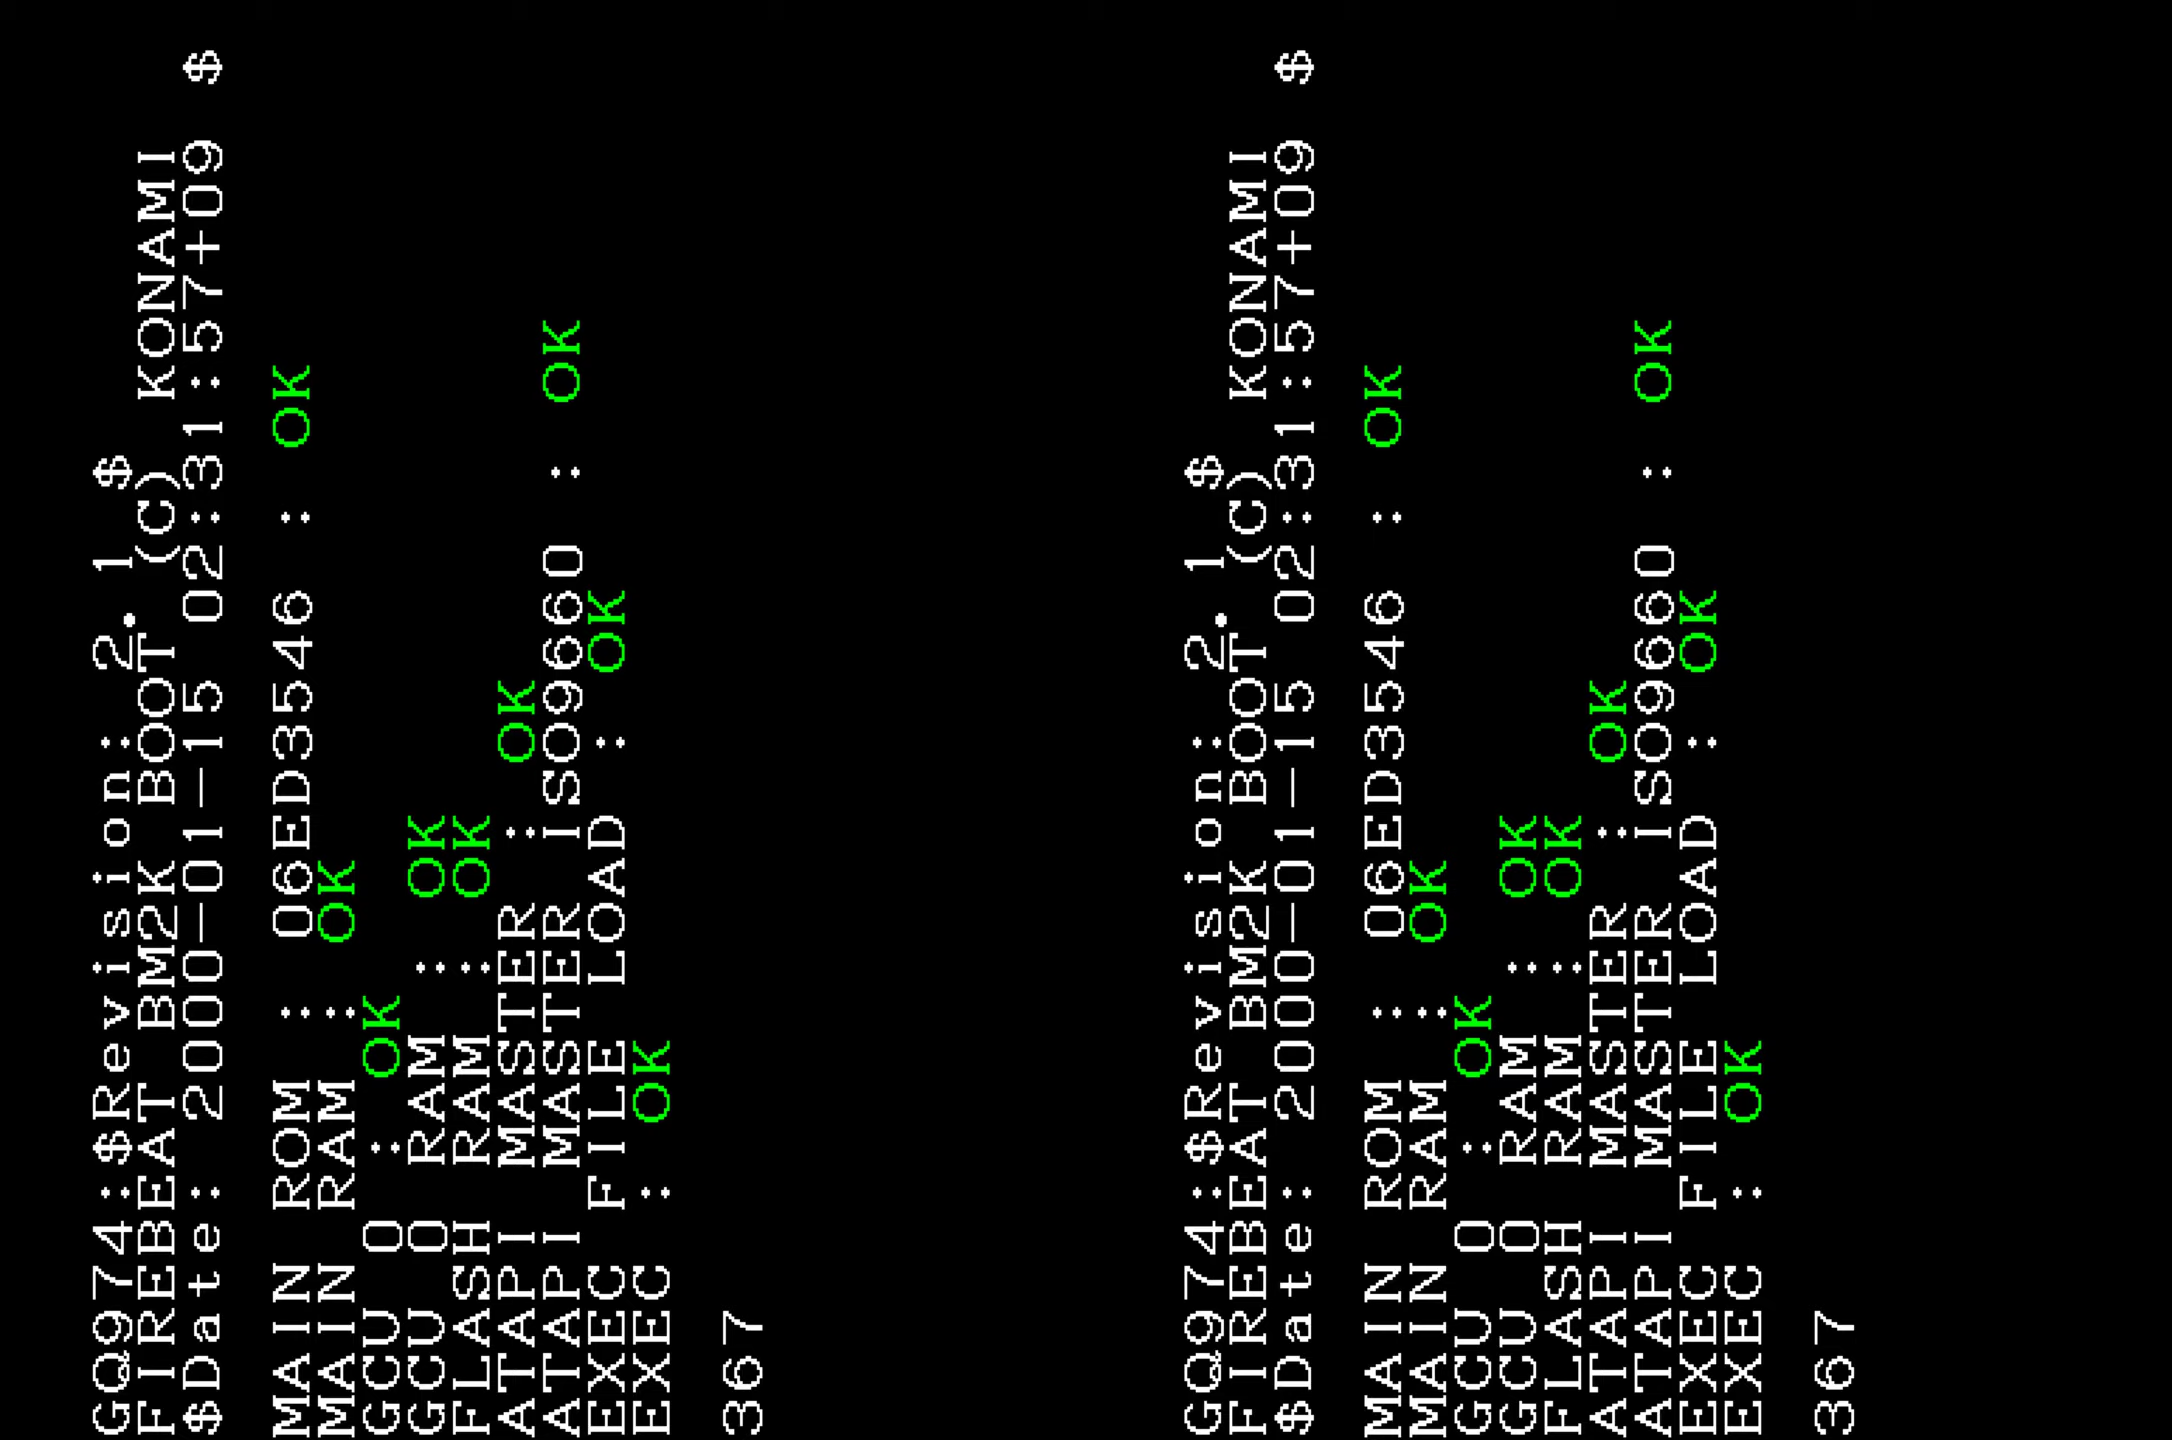 GQ974:$Revision: 2.1 $
FIREBEAT BM2K BOOT (C) KONAMI
$Date: 2000-01-15 02:31:57+09 $
MAIN ROM : 06ED3546 : OK
MAIN RAM : OK
GCU 0 : OK
GCU 0 RAM : OK
FLASH RAM : OK
ATAPI MASTER : OK
ATAPI MASTER ISO9660 : OK
EXEC FILE LOAD : OK
EXEC : OK
367
GQ974:$Revision: 2.1 $
FIREBEAT BM2K BOOT (C) KONAMI
$Date: 2000-01-15 02:31:57+09 $
MAIN ROM : 06ED3546 : OK
MAIN RAM : OK
GCU 0 : OK
GCU 0 RAM : OK
FLASH RAM : OK
ATAPI MASTER : OK
ATAPI MASTER ISO9660 : OK
EXEC FILE LOAD : OK
EXEC : OK
367